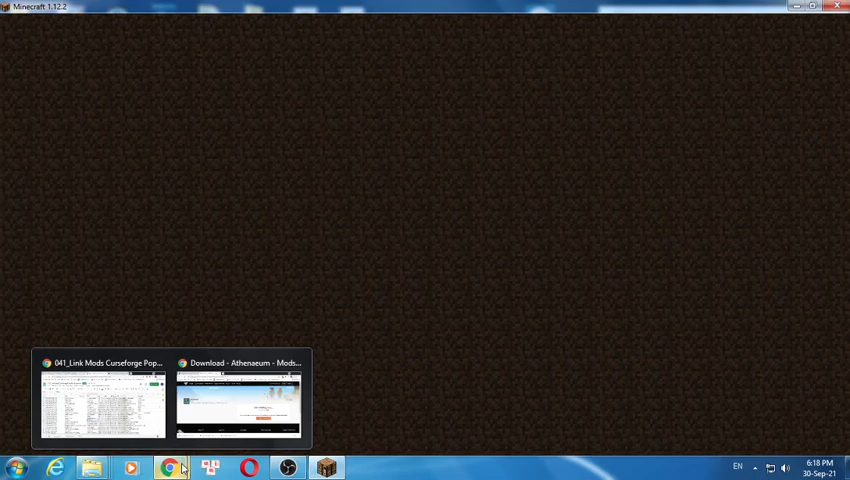 Minecraft 1.12.2
041_Link Mods Curseforge Pop...
Download - Athenaeum - Mods...
EN
6:18 PM
30-Sep-21